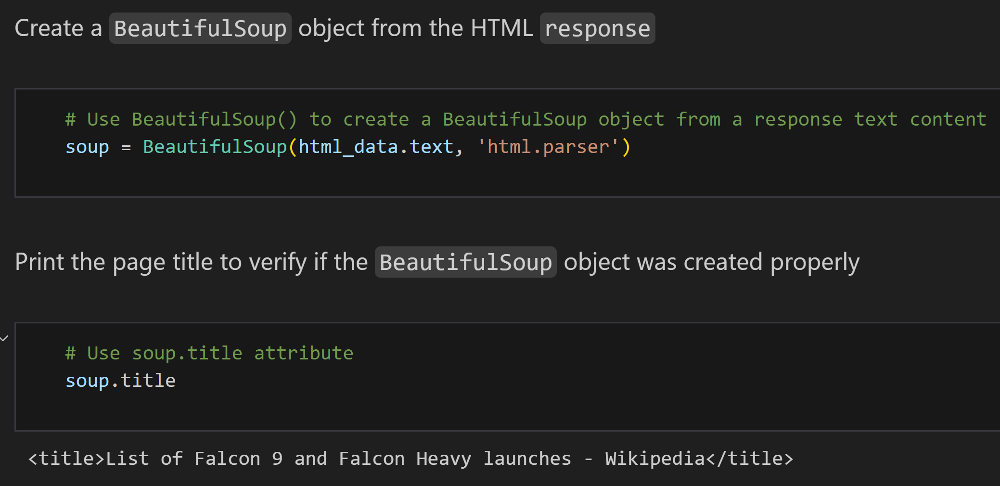 Create a BeautifulSoup object from the HTML response
# Use BeautifulSoup() to create a BeautifulSoup object from a response text content
soup = BeautifulSoup(html_data.text, 'html.parser')
Print the page title to verify if the BeautifulSoup object was created properly
# Use soup.title attribute
soup.title
<title>List of Falcon 9 and Falcon Heavy launches - Wikipedia</title>